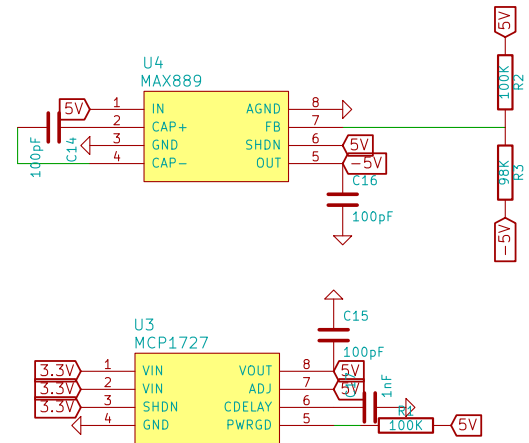 5V
U4
MAX889
100K
R2
5V
1
IN
AGND
8
2
CAP+
FB
7
3
GND
SHDN
6
5V
4
CAP-
OUT
5
-5V
100pF
C14
C16
100pF
98K
R3
-5V
U3
MCP1727
C15
100pF
3.3V
1
VIN
VOUT
8
5V
3.3V
2
VIN
ADJ
7
5V
3.3V
3
SHDN
CDELAY
6
1nF
4
GND
PWRGD
5
R1
100K
5V